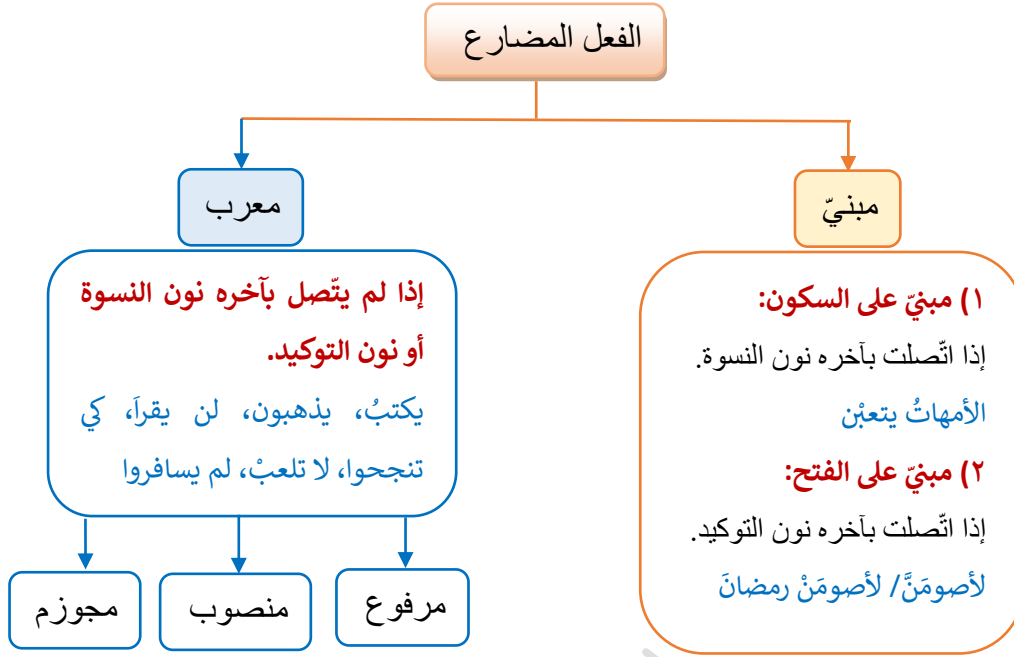 الفعل المضارع
مبنيّ
١) مبنيّ على السكون:
إذا اتّصلت بآخره نون النسوة.
الأمهاتُ يتعبْن
٢) مبنيّ على الفتح:
إذا اتّصلت بآخره نون التوكيد.
لأصومَنَّ/ لأصومَنْ رمضانَ
معرب
إذا لم يتّصل بآخره نون النسوة
أو نون التوكيد.
يكتبُ، يذهبون، لن يقرآَ، كي
تنجحوا، لا تلعبْ، لم يسافروا
مرفوع
منصوب
مجوزم